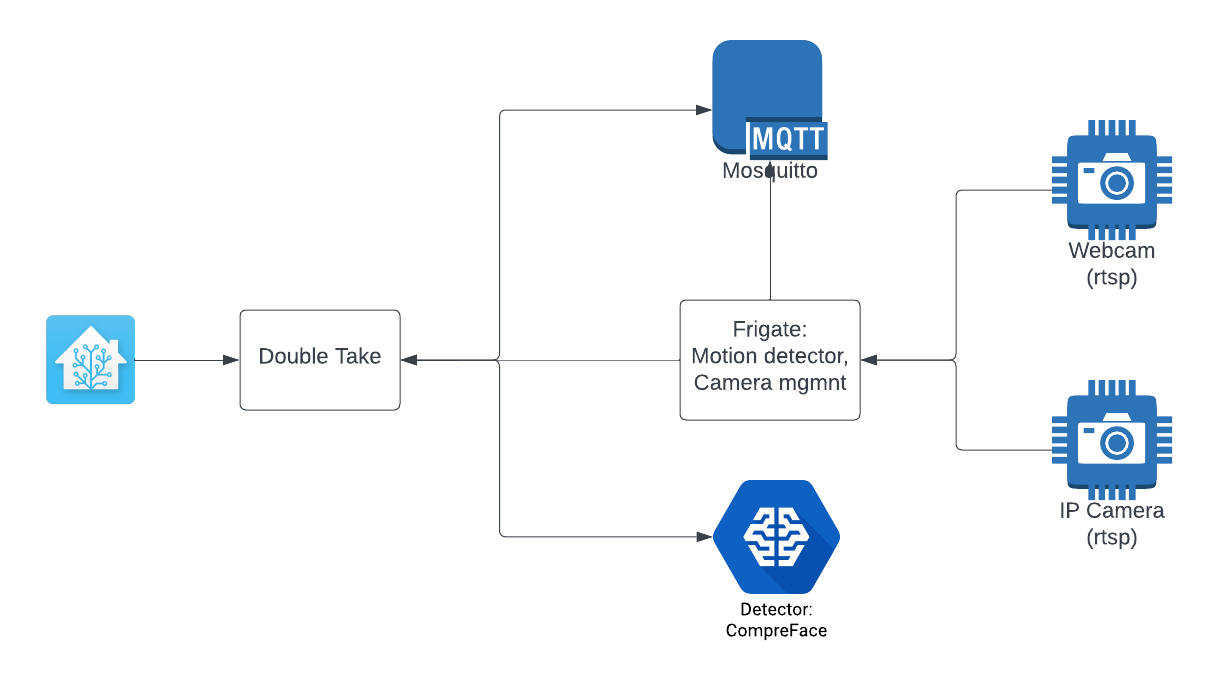 MQTT
Mosquitto
Webcam
(rtsp)
Double Take
Frigate:
Motion detector,
Camera mgmnt
IP Camera
(rtsp)
Detector:
CompreFace